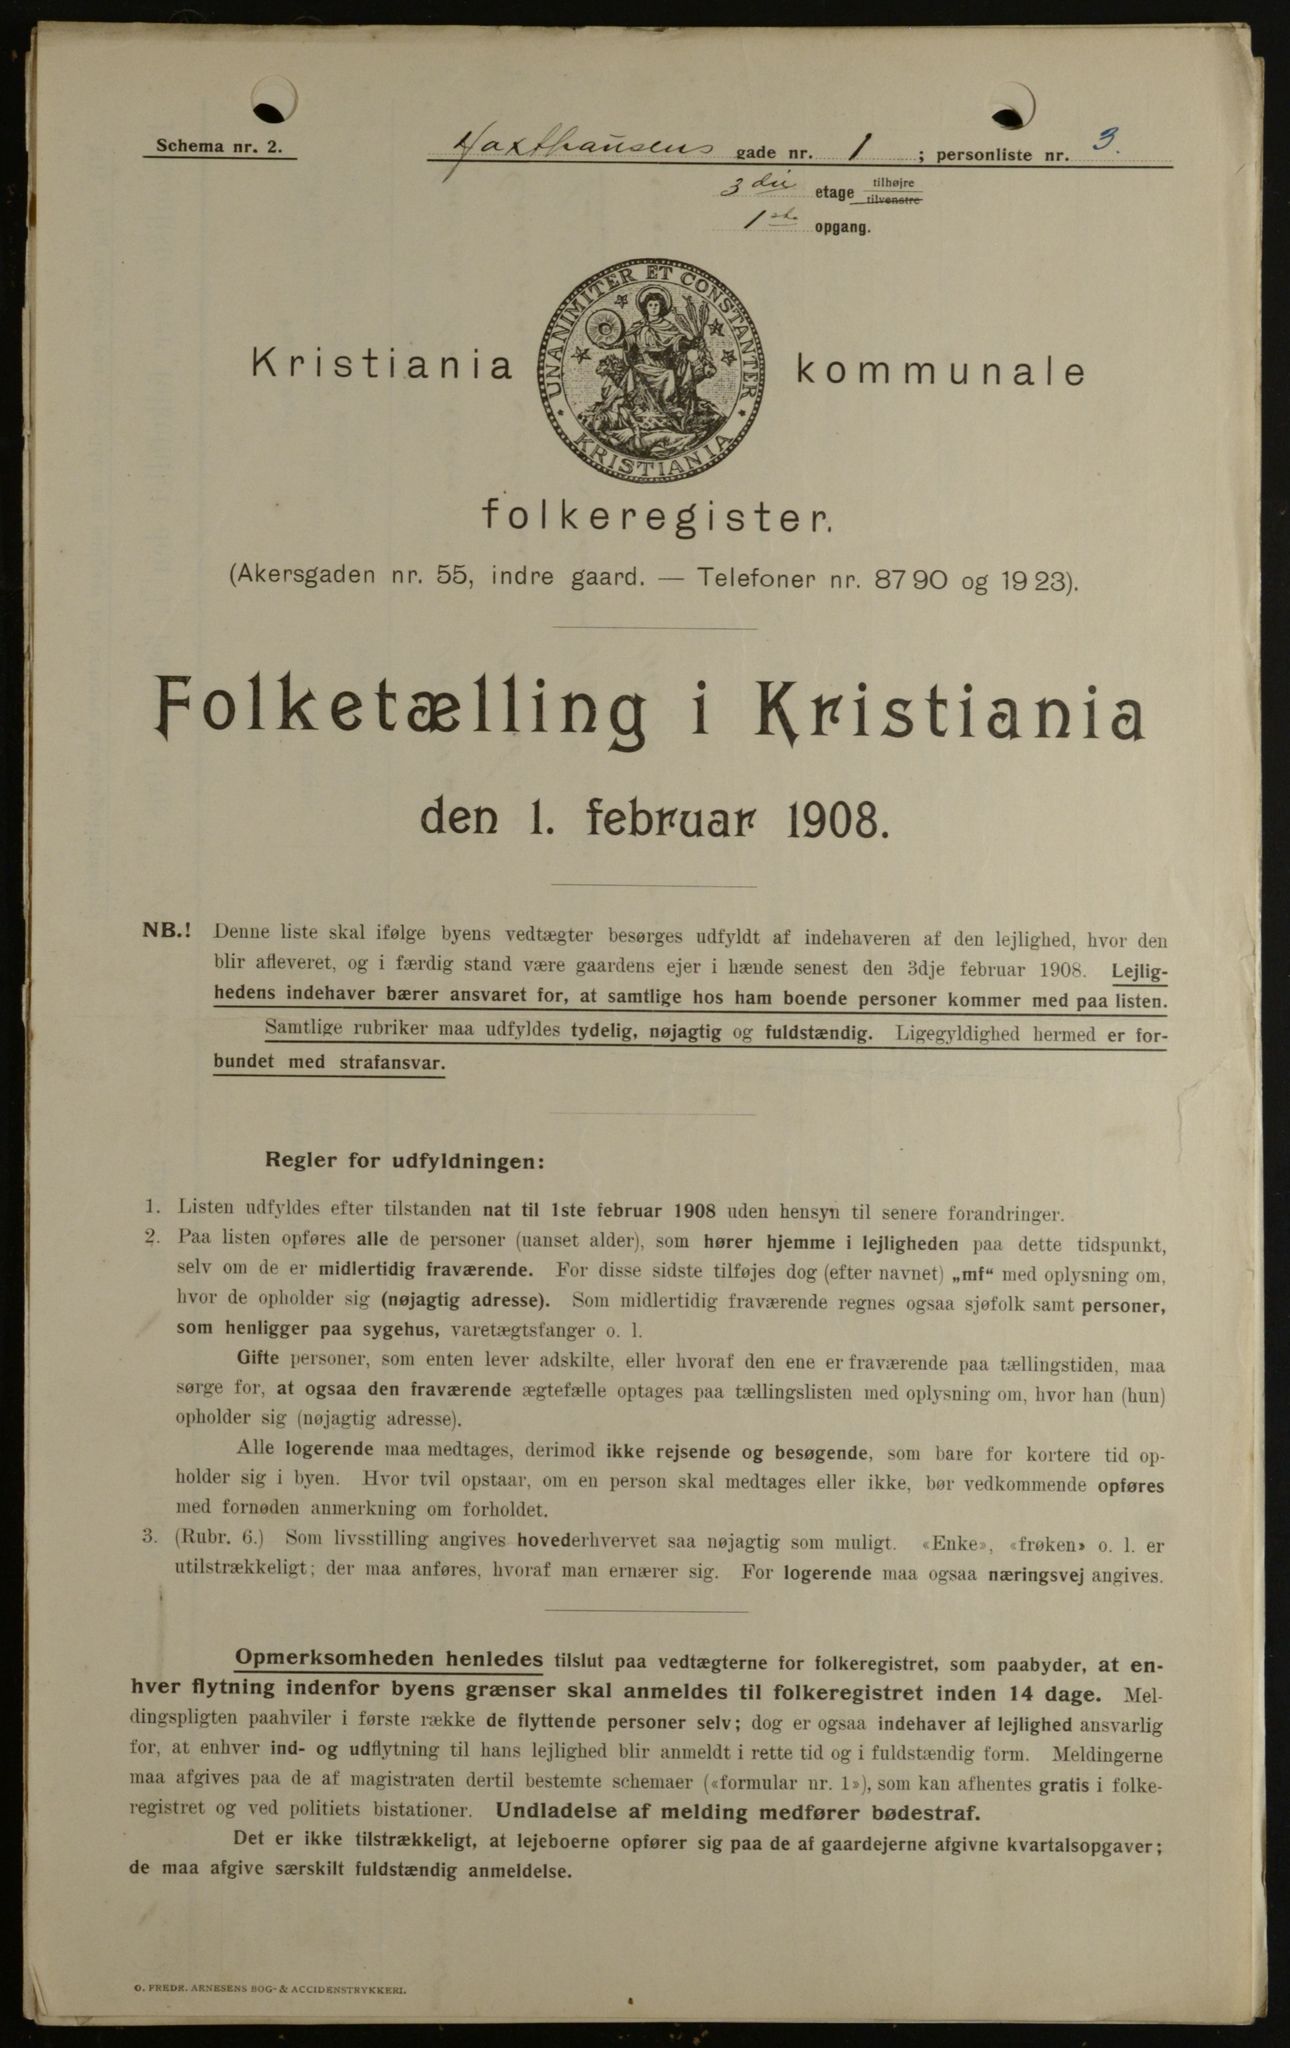 Schema nr. 2.
Haxthausens gade nr. 1 ; personliste nr. 3.
3die etage tilhøjre
tilvenstre
1ste opgang.
UNANIMITER ET CONSTANTER
KRISTIANIA
Kristiania kommunale
folkeregister.
(Akersgaden nr. 55, indre gaard. — Telefoner nr. 8790 og 1923).
Folketælling i Kristiania
den 1. februar 1908.
NB.! Denne liste skal ifølge byens vedtægter besørges udfyldt af indehaveren af den lejlighed, hvor den
blir afleveret, og i færdig stand være gaardens ejer i hænde senest den 3dje februar 1908. Lejlig-
hedens indehaver bærer ansvaret for, at samtlige hos ham boende personer kommer med paa listen.
Samtlige rubriker maa udfyldes tydelig, nøjagtig og fuldstændig. Ligegyldighed hermed er for-
bundet med strafansvar.
Regler for udfyldningen:
1. Listen udfyldes efter tilstanden nat til 1ste februar 1908 uden hensyn til senere forandringer.
2. Paa listen opføres alle de personer (uanset alder), som hører hjemme i lejligheden paa dette tidspunkt,
selv om de er midlertidig fraværende. For disse sidste tilføjes dog (efter navnet) „mf“ med oplysning om,
hvor de opholder sig (nøjagtig adresse). Som midlertidig fraværende regnes ogsaa sjøfolk samt personer,
som henligger paa sygehus, varetægtsfanger o. l.
Gifte personer, som enten lever adskilte, eller hvoraf den ene er fraværende paa tællingstiden, maa
sørge for, at ogsaa den fraværende ægtefælle optages paa tællingslisten med oplysning om, hvor han (hun)
opholder sig (nøjagtig adresse).
Alle logerende maa medtages, derimod ikke rejsende og besøgende, som bare for kortere tid op-
holder sig i byen. Hvor tvil opstaar, om en person skal medtages eller ikke, bør vedkommende opføres
med fornøden anmerkning om forholdet.
3. (Rubr. 6.) Som livsstilling angives hovederhvervet saa nøjagtig som muligt. «Enke», «frøken» o. l. er
utilstrækkeligt; der maa anføres, hvoraf man ernærer sig. For logerende maa ogsaa næringsvej angives.
Opmerksomheden henledes tilslut paa vedtægterne for folkeregistret, som paabyder, at en-
hver flytning indenfor byens grænser skal anmeldes til folkeregistret inden 14 dage. Mel-
dingspligten paahviler i første række de flyttende personer selv; dog er ogsaa indehaver af lejlighed ansvarlig
for, at enhver ind- og udflytning til hans lejlighed blir anmeldt i rette tid og i fuldstændig form. Meldingerne
maa afgives paa de af magistraten dertil bestemte schemaer («formular nr. 1»), som kan afhentes gratis i folke-
registret og ved politiets bistationer. Undladelse af melding medfører bødestraf.
Det er ikke tilstrækkeligt, at lejeboerne opfører sig paa de af gaardejerne afgivne kvartalsopgaver;
de maa afgive særskilt fuldstændig anmeldelse.
O. FREDR. ARNESENS BOG- & ACCIDENSTRYKKERI.